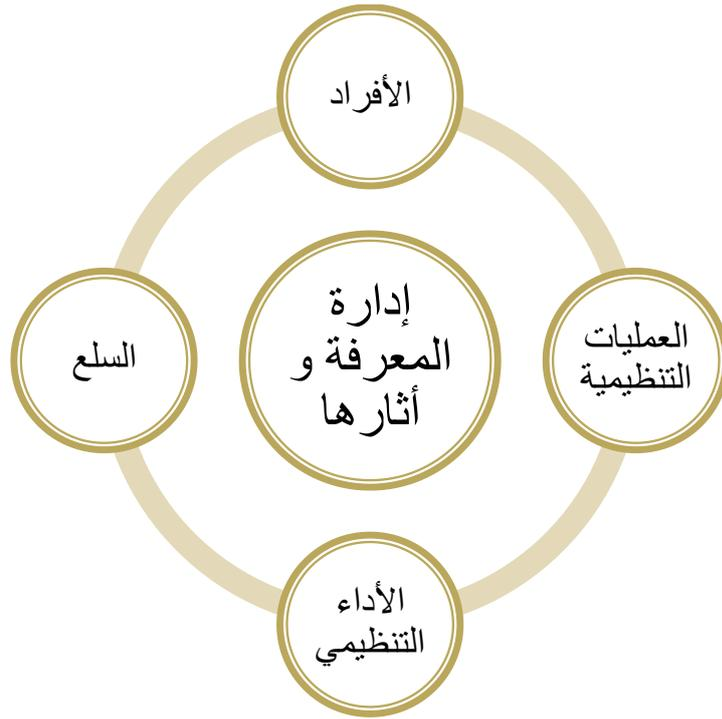 الأفراد
العمليات
التنظيمية
إدارة
المعرفة و
أثارها
السلع
الأداء
التنظيمي